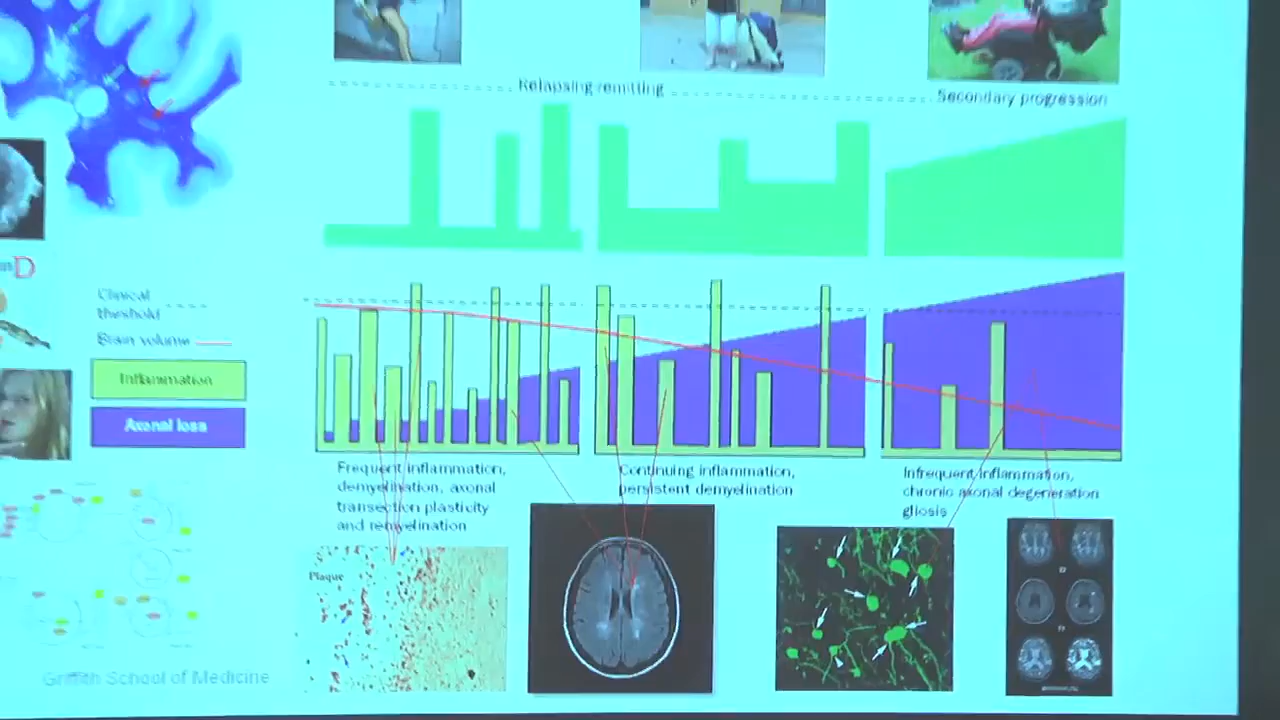 Relapsing remitting
Secondary progression
D
Clinical
threshold
Brain volume
Inflammation
Axonal loss
Frequent inflammation,
demyelination, axonal
transection plasticity
and remyelination
Continuing inflammation,
persistent demyelination
Infrequent inflammation,
chronic axonal degeneration
gliosis
Plaque
Griffith School of Medicine